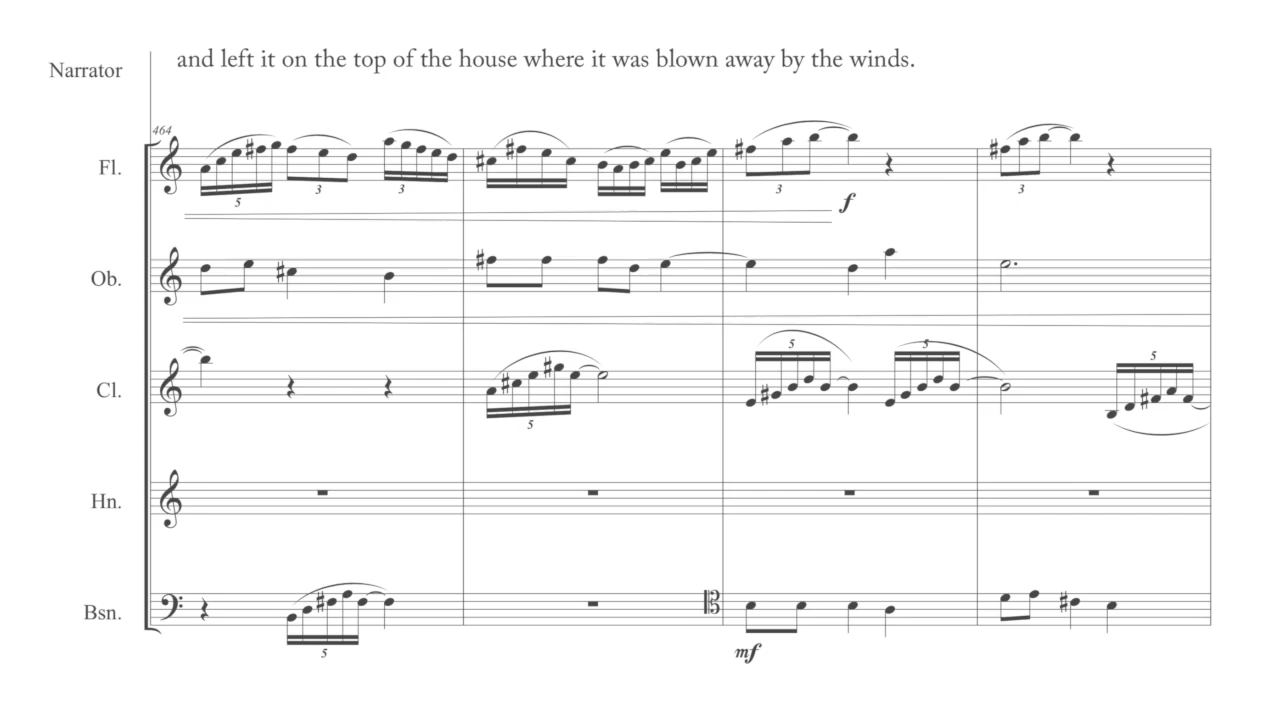 Narrator and left it on the top of the house where it was blown away by the winds.
464
Fl. 5 3 3 3 f 3
Ob.
Cl. 5 5 5 5
Hn.
Bsn. 5 mf